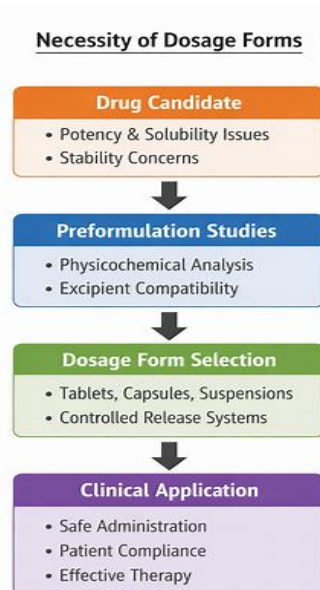 Necessity of Dosage Forms
Drug Candidate
• Potency & Solubility Issues
• Stability Concerns
Preformulation Studies
• Physicochemical Analysis
• Excipient Compatibility
Dosage Form Selection
• Tablets, Capsules, Suspensions
• Controlled Release Systems
Clinical Application
• Safe Administration
• Patient Compliance
• Effective Therapy